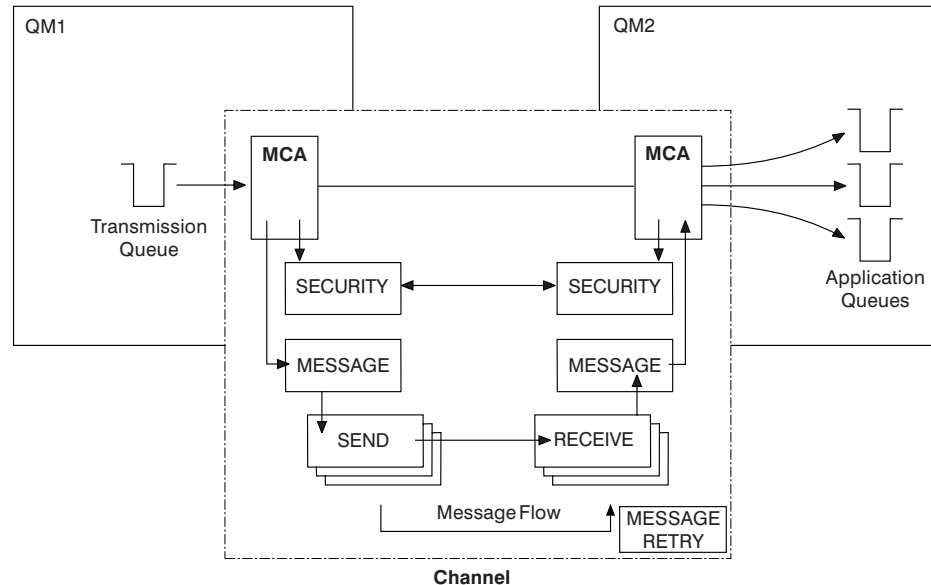 QM1
QM2
MCA
MCA
Transmission
Queue
SECURITY
SECURITY
Application
Queues
MESSAGE
MESSAGE
SEND
RECEIVE
Message Flow
MESSAGE
RETRY
Channel